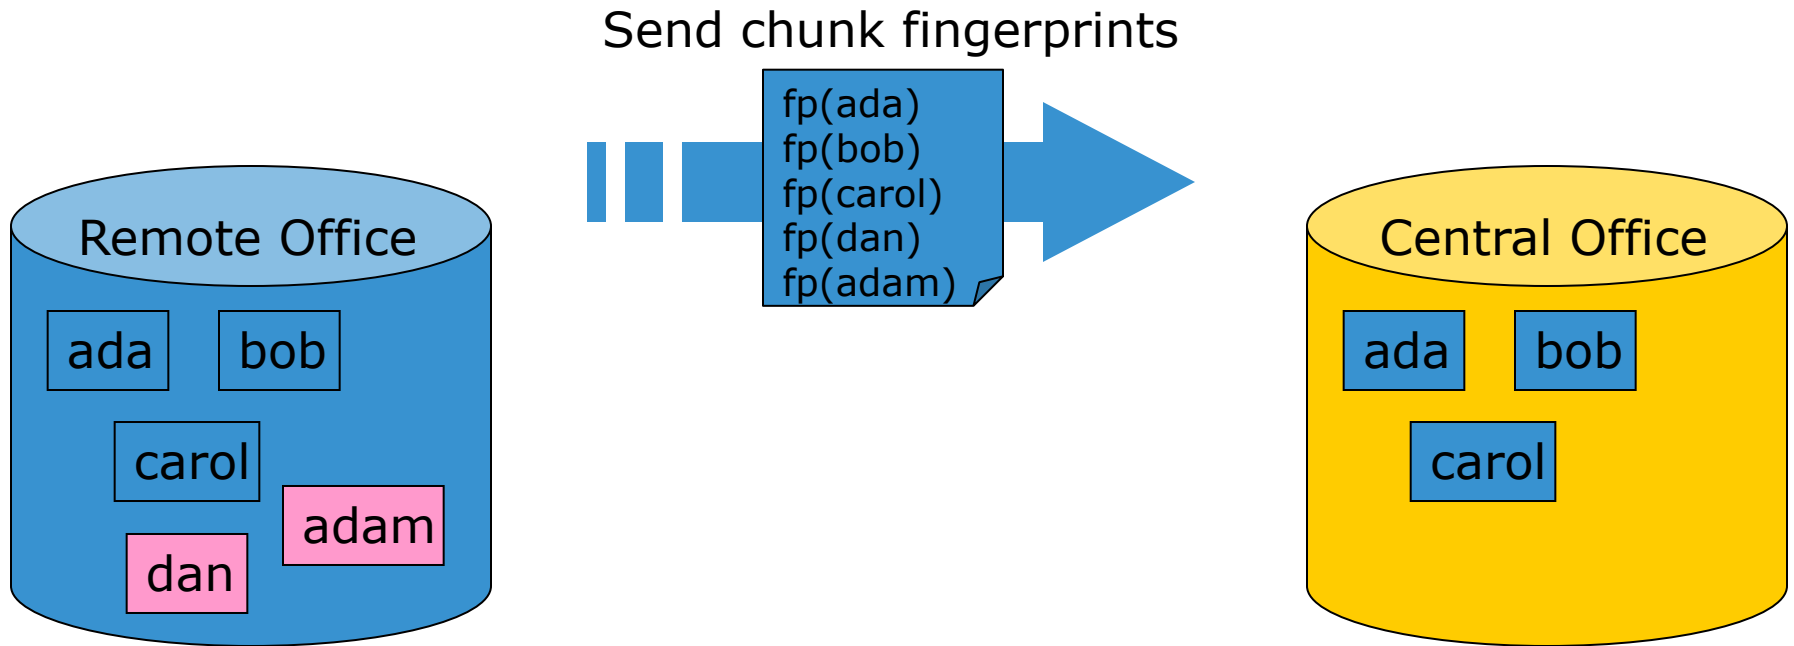 Send chunk fingerprints
fp(ada)
fp(bob)
fp(carol)
fp(dan)
fp(adam)
Remote Office
ada
bob
carol
adam
dan
Central Office
ada
bob
carol